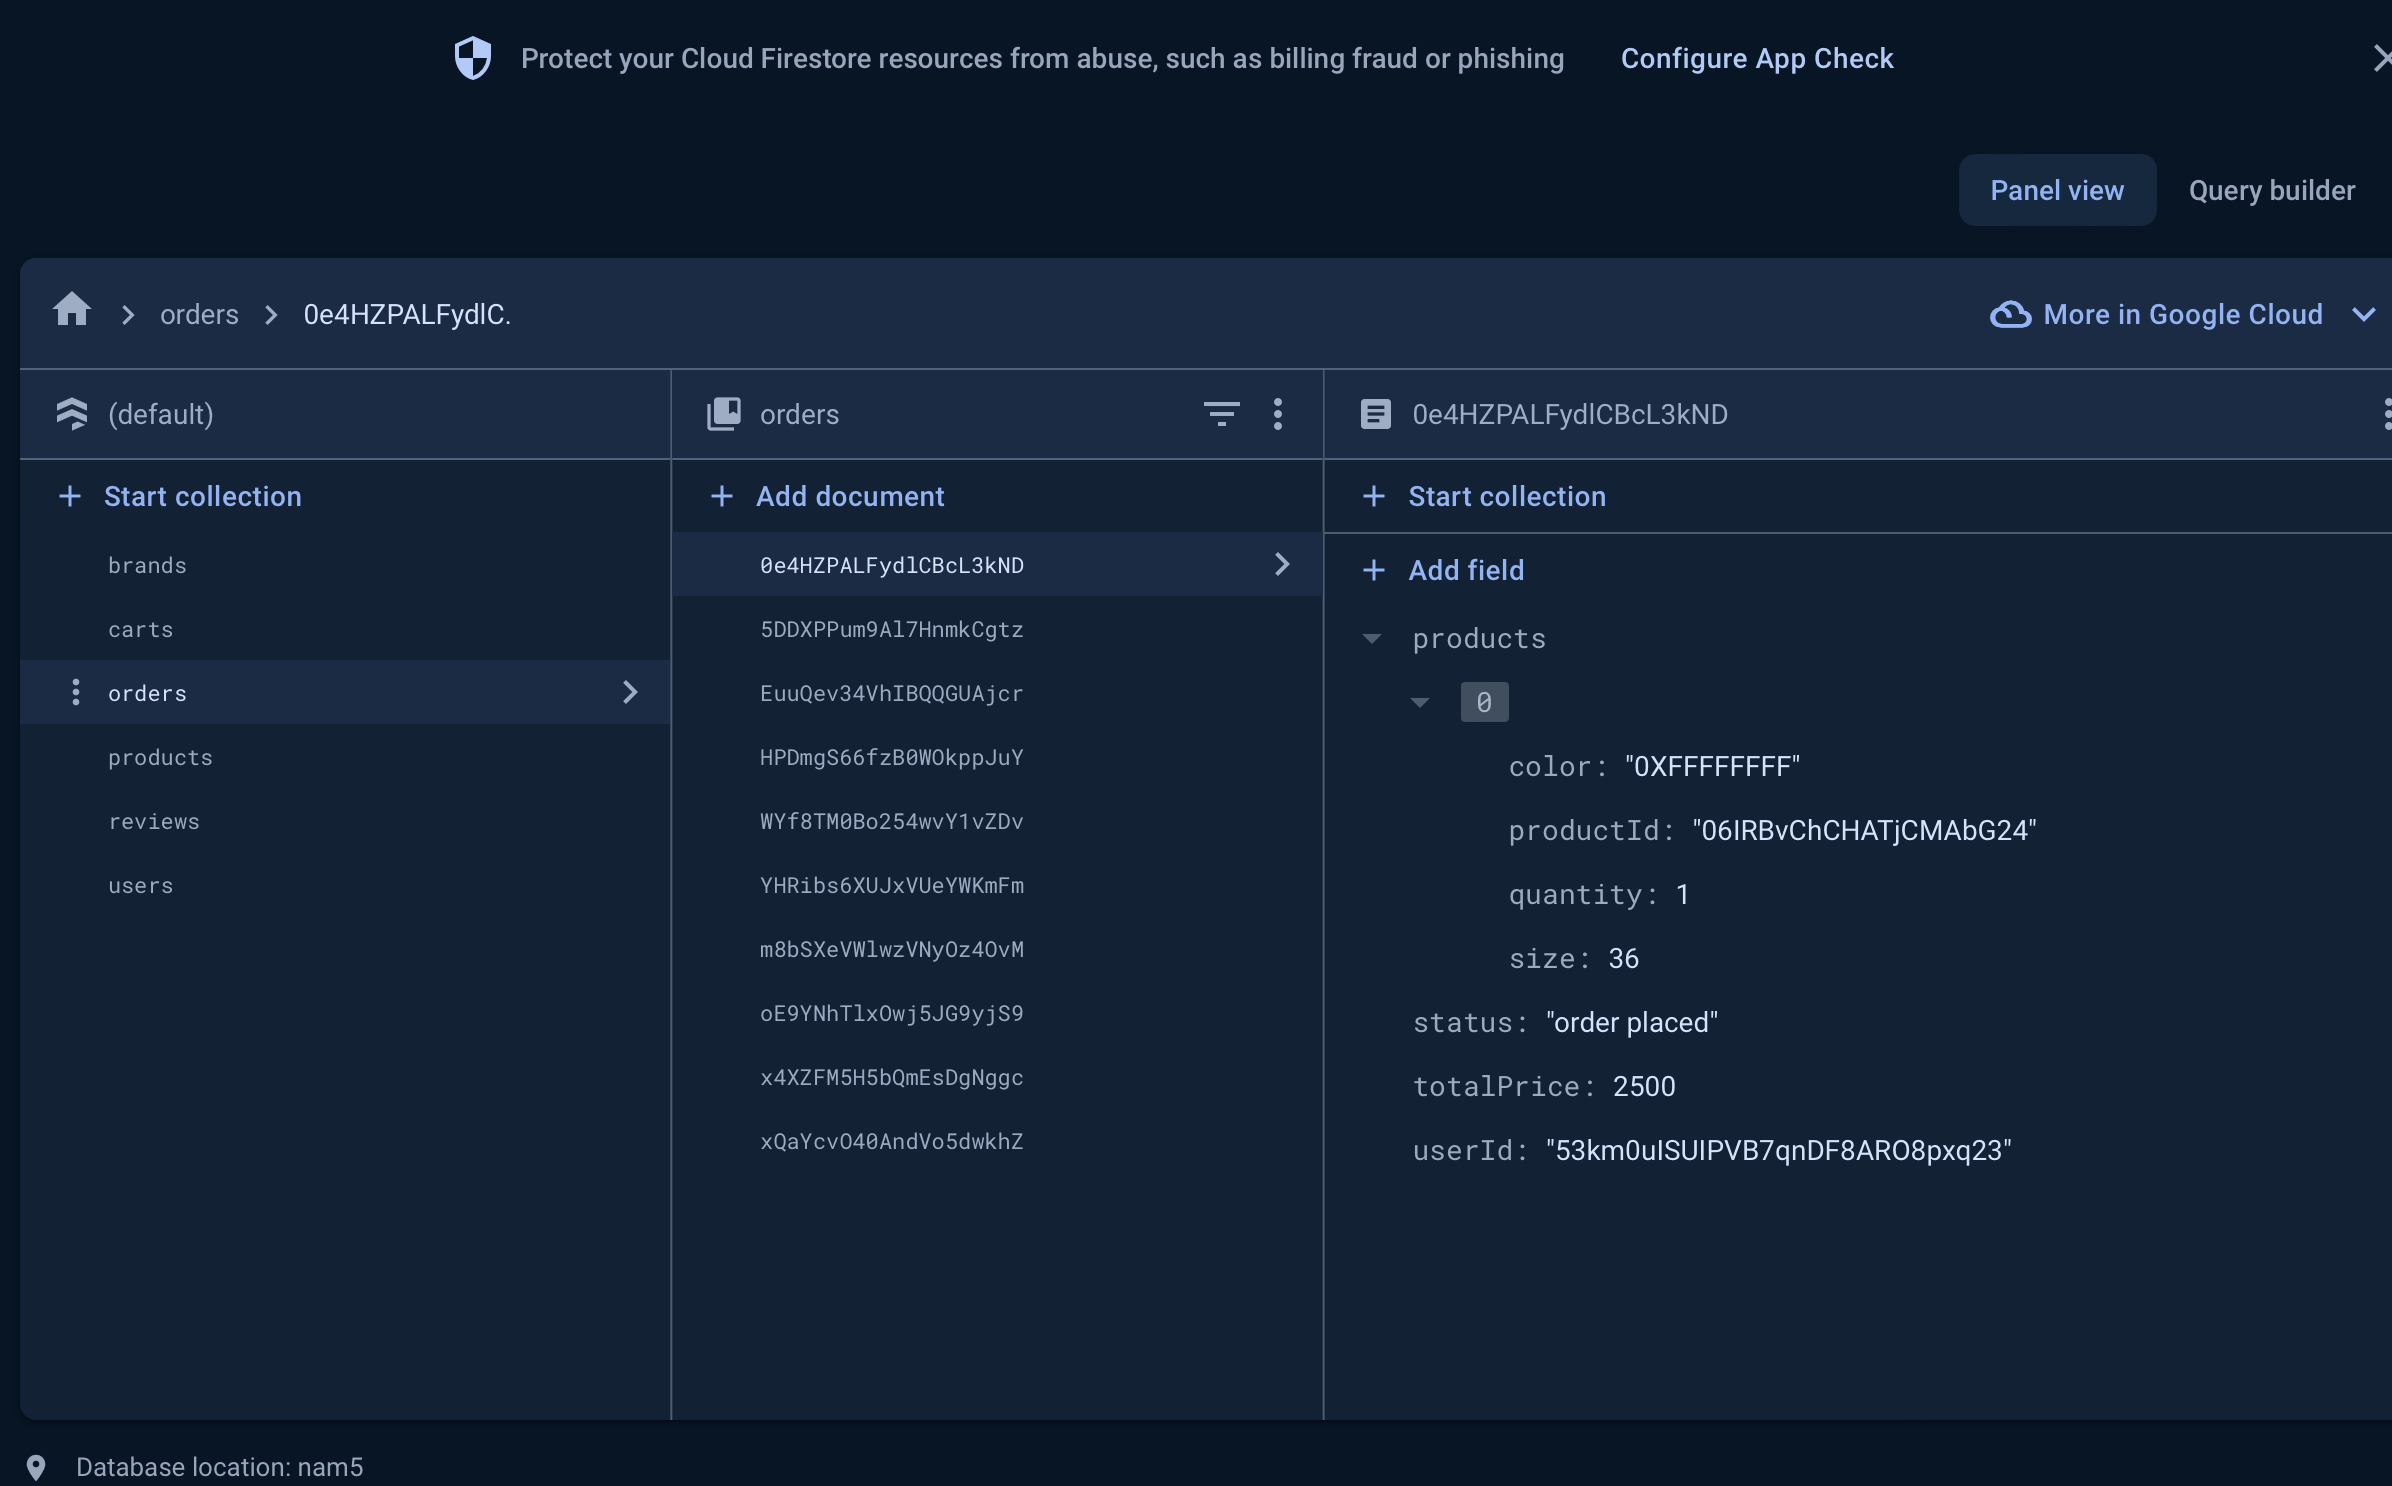 Protect your Cloud Firestore resources from abuse, such as billing fraud or phishing Configure App Check
Panel view Query builder
orders 0e4HZPALFydlC.
More in Google Cloud
(default)
Start collection
brands
carts
orders
products
reviews
users
orders
Add document
0e4HZPALFydlCBcL3kND
5DDXPPum9Al7HnmkCgtz
EuuQev34VhIBQQGUAjcr
HPDmgS66fzB0WOkppJuY
WYf8TM0Bo254wvY1vZDv
YHRibs6XUJxVUeYWKmFm
m8bSXeVWlwzVNyOz4OvM
oE9YNhTlxOwj5JG9yjS9
x4XZFM5H5bQmEsDgNggc
xQaYcvO40AndVo5dwkhZ
0e4HZPALFydlCBcL3kND
Start collection
Add field
products
0
color: "0XFFFFFFFF"
productId: "06IRBvChCHATjCMAbG24"
quantity: 1
size: 36
status: "order placed"
totalPrice: 2500
userId: "53km0uISUIPVB7qnDF8ARO8pxq23"
Database location: nam5